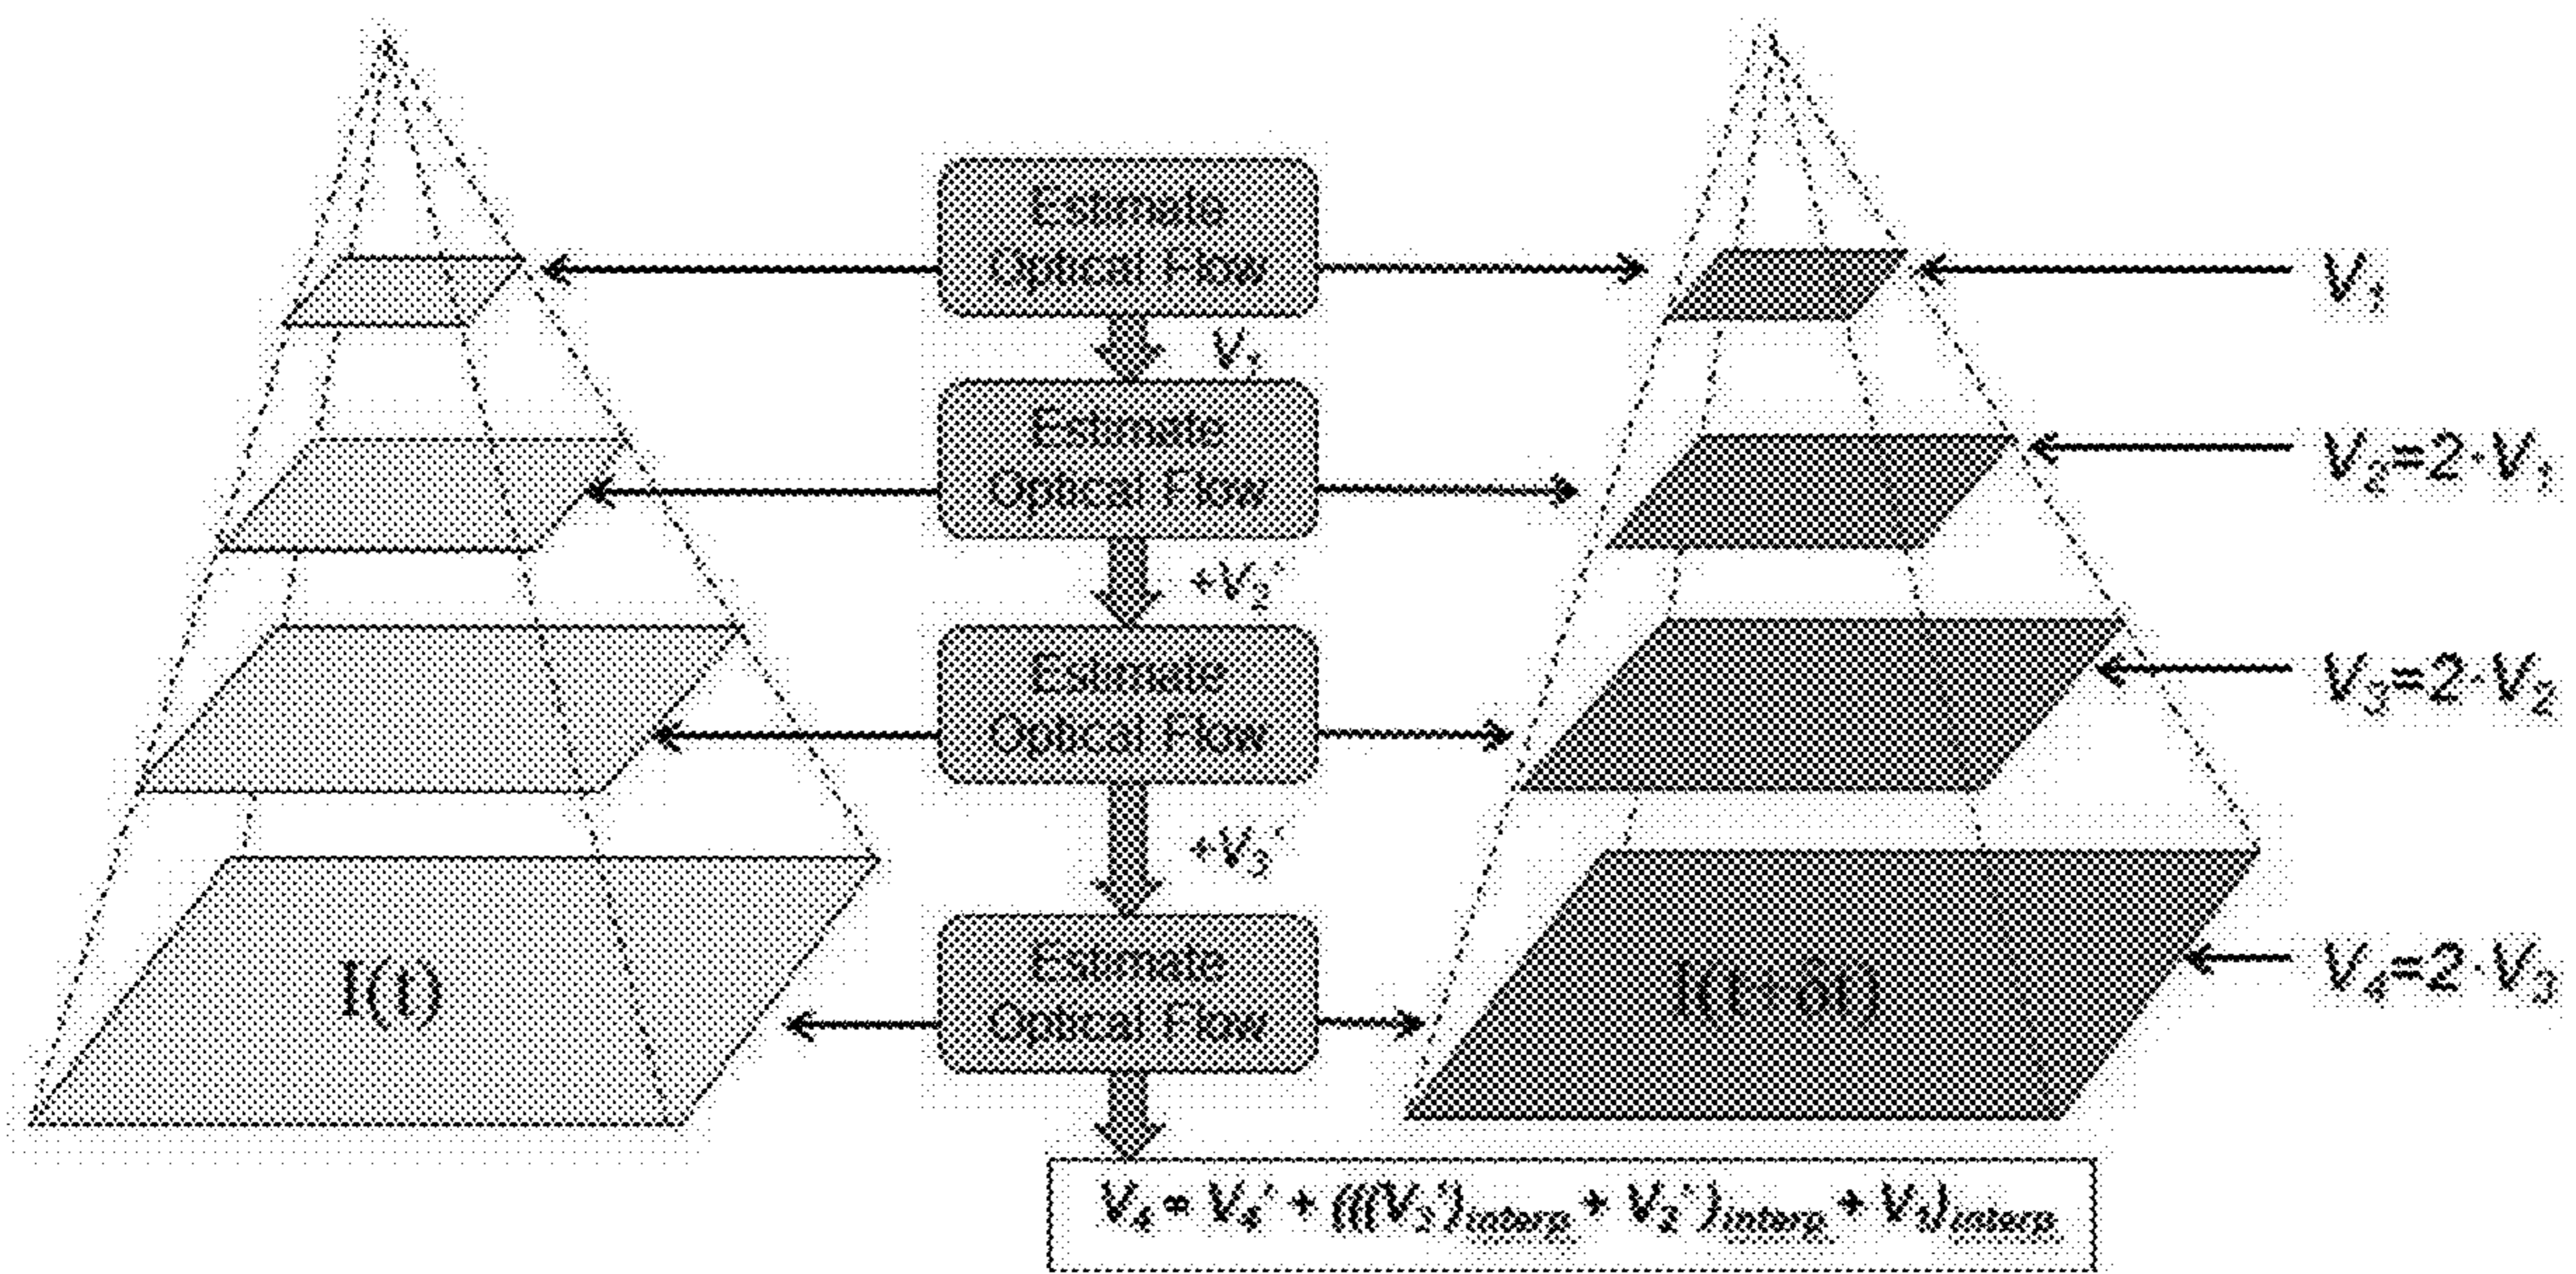 Estimate
Optical Flow
V₁
V₁
Estimate
Optical Flow
V₂=2·V₁
+V₂′
Estimate
Optical Flow
V₃=2·V₂
+V₃′
Estimate
Optical Flow
V₄=2·V₃
I(t)
I(t+δt)
V₄ = V₄′ + (((V₃′)interp + V₂′)interp + V₁)interp